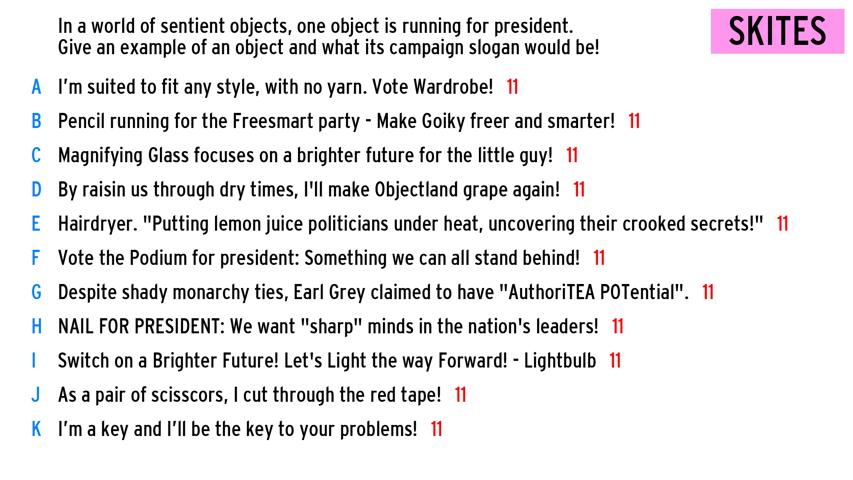 In a world of sentient objects, one object is running for president.
Give an example of an object and what its campaign slogan would be!
SKITES
A I'm suited to fit any style, with no yarn. Vote Wardrobe! 11
B Pencil running for the Freesmart party - Make Goiky freer and smarter! 11
C Magnifying Glass focuses on a brighter future for the little guy! 11
D By raisin us through dry times, I'll make Objectland grape again! 11
E Hairdryer. "Putting lemon juice politicians under heat, uncovering their crooked secrets!" 11
F Vote the Podium for president: Something we can all stand behind! 11
G Despite shady monarchy ties, Earl Grey claimed to have "AuthoriTEA POTential". 11
H NAIL FOR PRESIDENT: We want "sharp" minds in the nation's leaders! 11
I Switch on a Brighter Future! Let's Light the way Forward! - Lightbulb 11
J As a pair of scisscors, I cut through the red tape! 11
K I'm a key and I'll be the key to your problems! 11